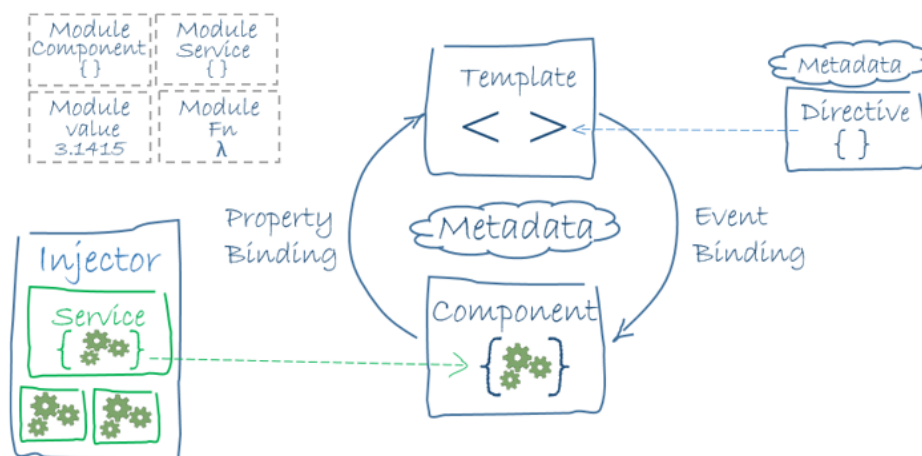 Module
Component
{ }
Module
Service
{ }
Module
value
3.1415
Module
Fn
λ
Template
< >
Metadata
Directive
{ }
Property
Binding
Metadata
Event
Binding
Injector
Service
{ }
Component
{ }